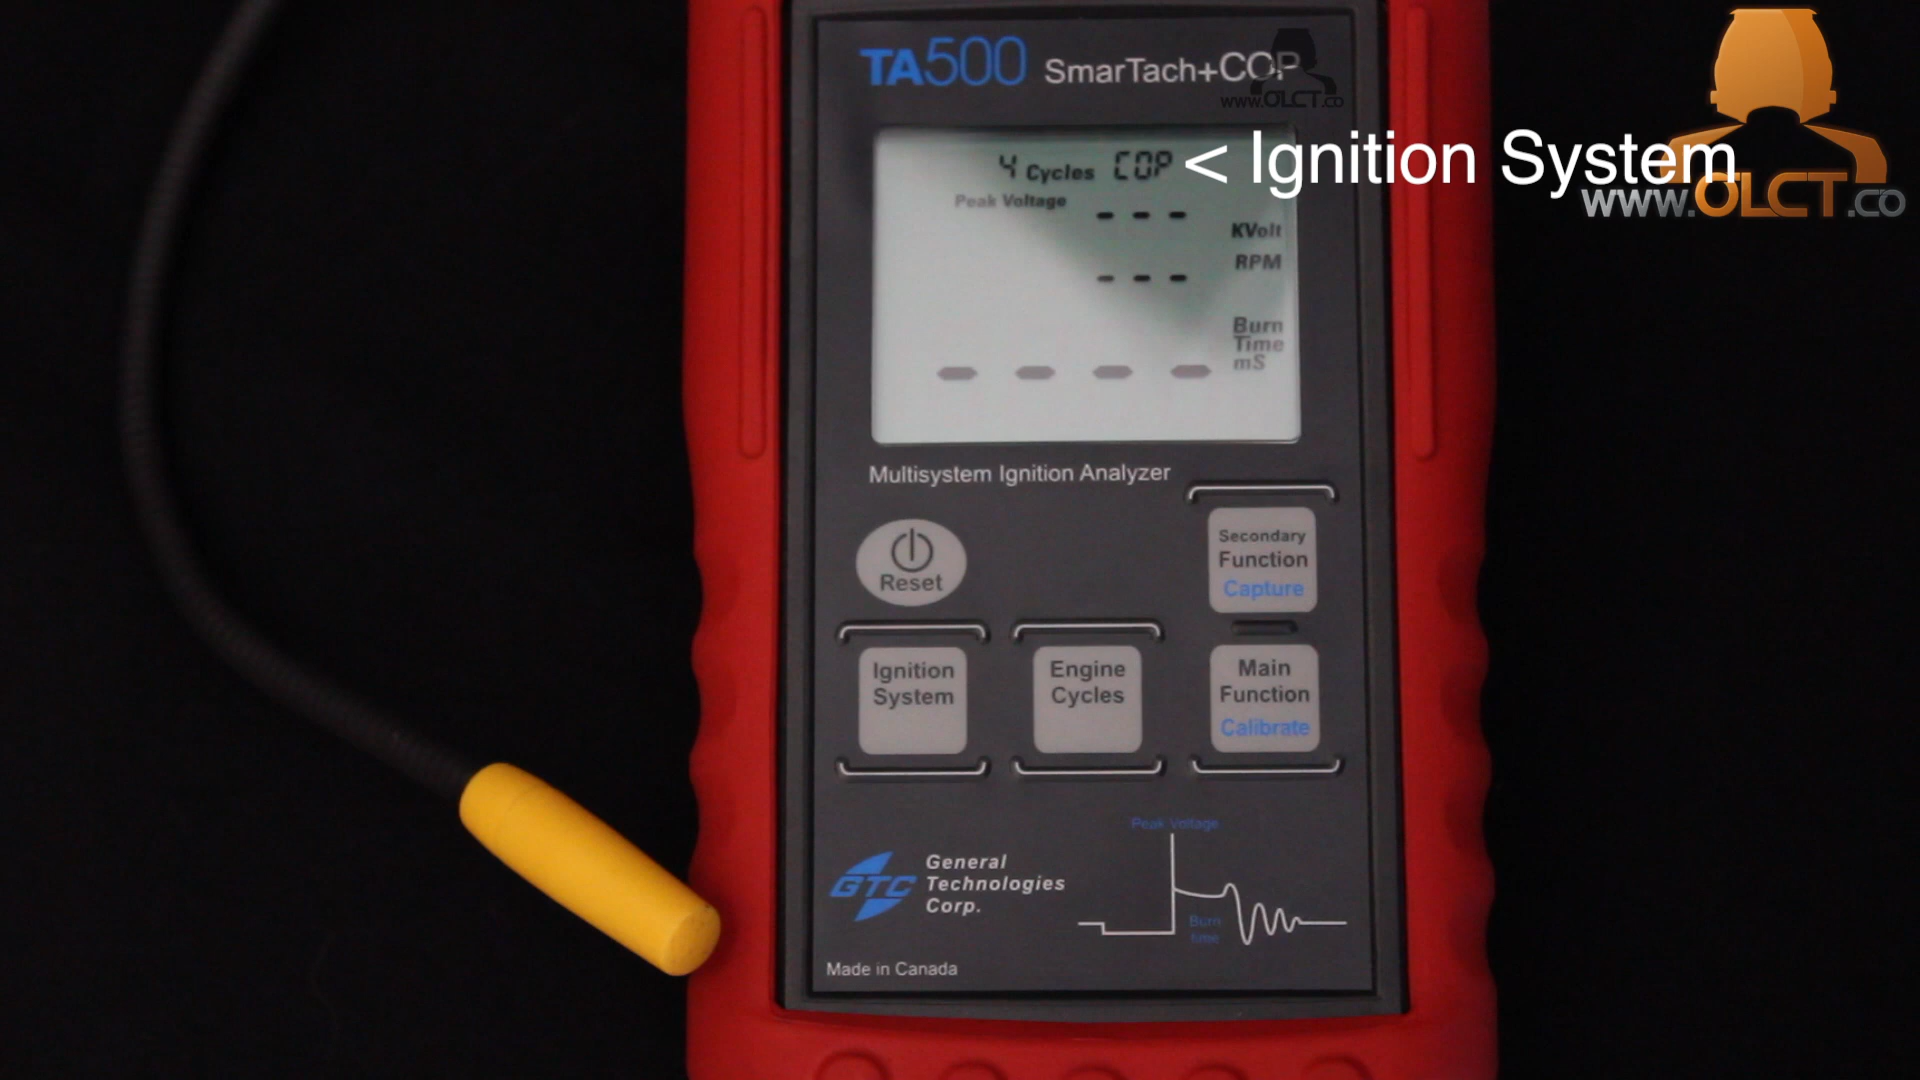 TA500 SmarTach+COP
www.OLCT.co
4 Cycles COP
< Ignition System
www.OLCT.co
Peak Voltage
- - -
KVolt
RPM
- - -
Burn
Time
mS
- - - -
Multisystem Ignition Analyzer
Reset
Secondary
Function
Capture
Ignition
System
Engine
Cycles
Main
Function
Calibrate
General
Technologies
Corp.
GTC
Peak Voltage
Burn
time
Made in Canada